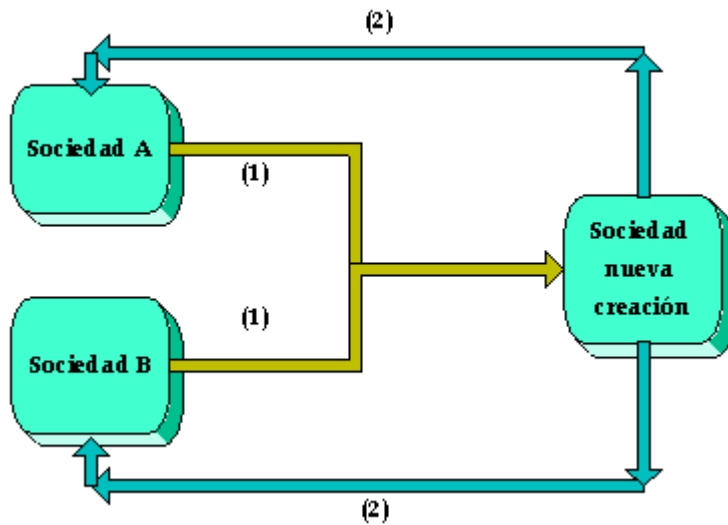 (2)
Sociedad A
(1)
Sociedad
nueva
creación
(1)
Sociedad B
(2)